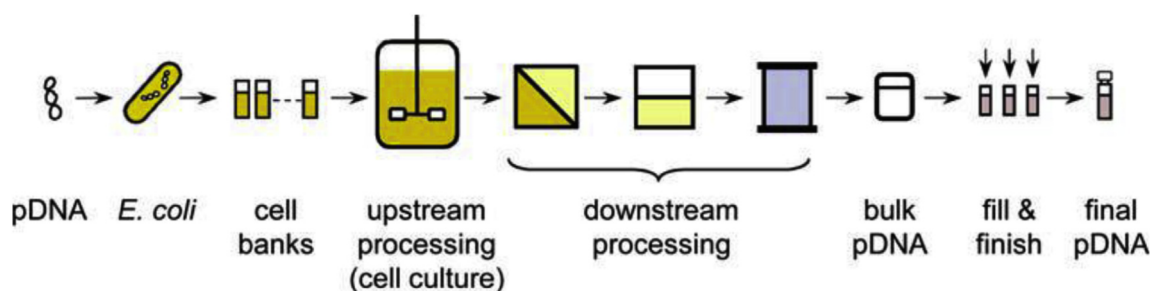 pDNA
E. coli
cell
banks
upstream
processing
(cell culture)
downstream
processing
bulk
pDNA
fill &
finish
final
pDNA